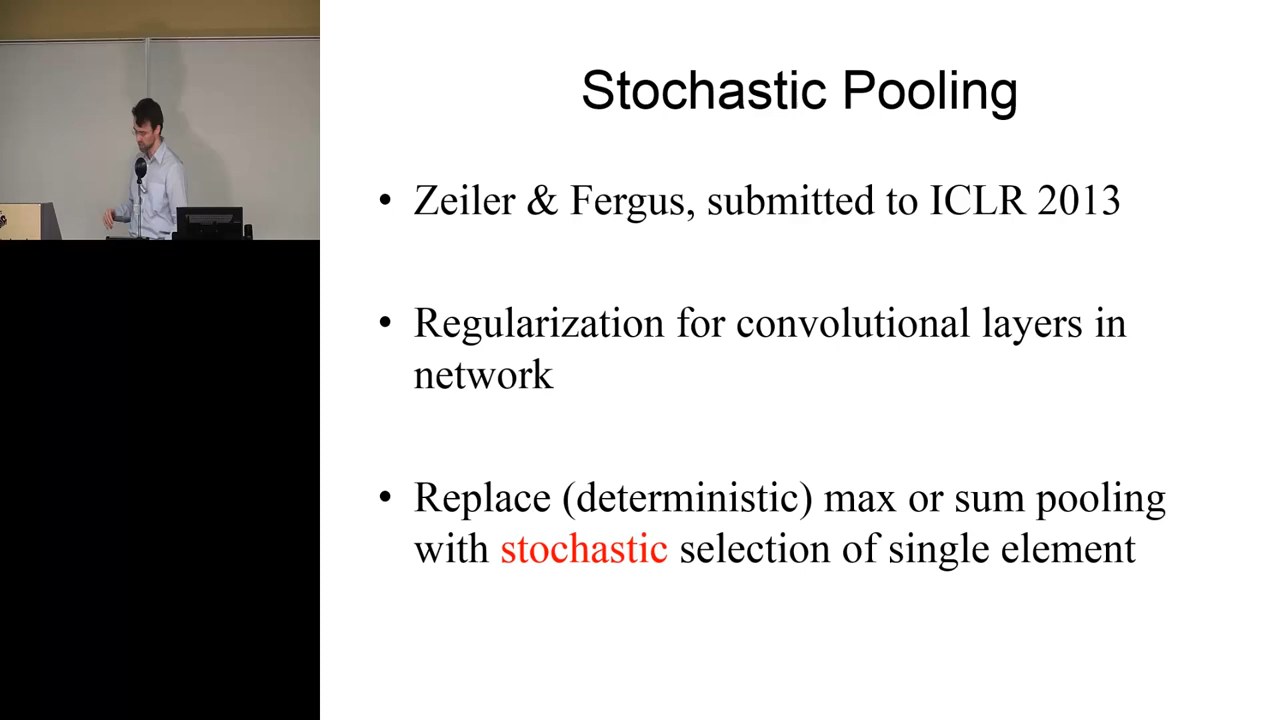 Stochastic Pooling
• Zeiler & Fergus, submitted to ICLR 2013
• Regularization for convolutional layers in
network
• Replace (deterministic) max or sum pooling
with stochastic selection of single element